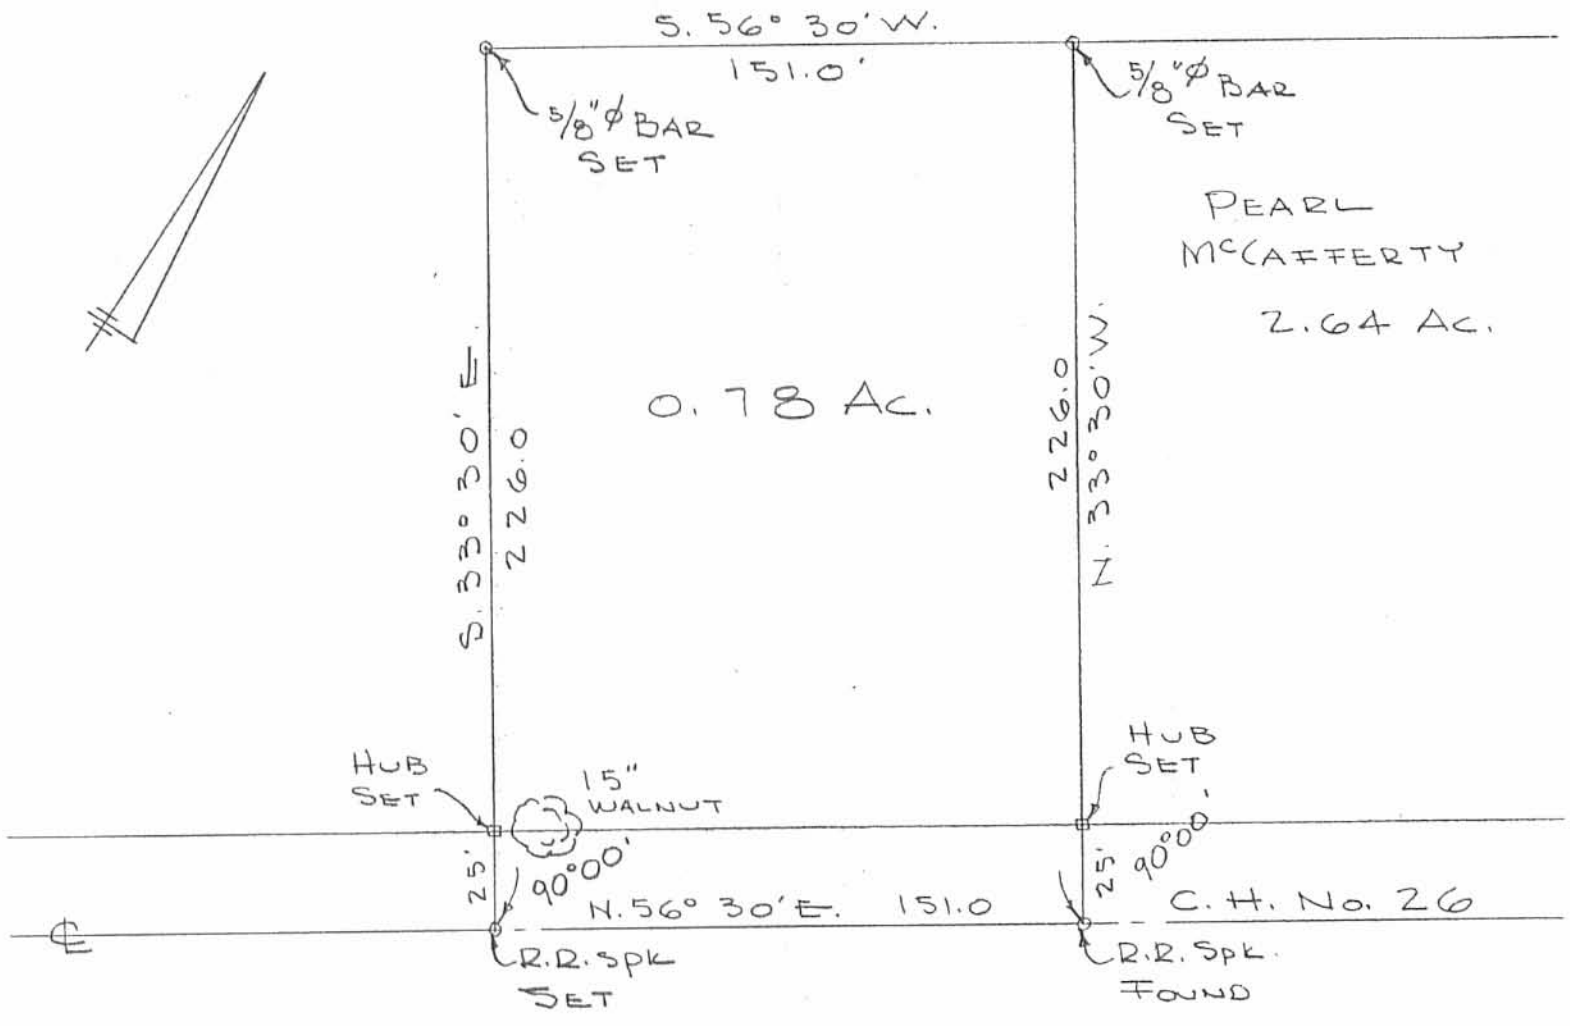 S. 56° 30' W.
151.0'
5/8" ø BAR
SET
5/8" ø BAR
SET
PEARL
McCAFFERTY
2.64 AC.
0.78 AC.
S. 33° 30' E.
226.0
226.0
N. 33° 30' W.
HUB
SET
15"
WALNUT
HUB
SET
25'
90°00'
25'
90°00'
N. 56° 30' E. 151.0
C. H. No. 26
℄
R.R. SPK
SET
R.R. SPK.
FOUND